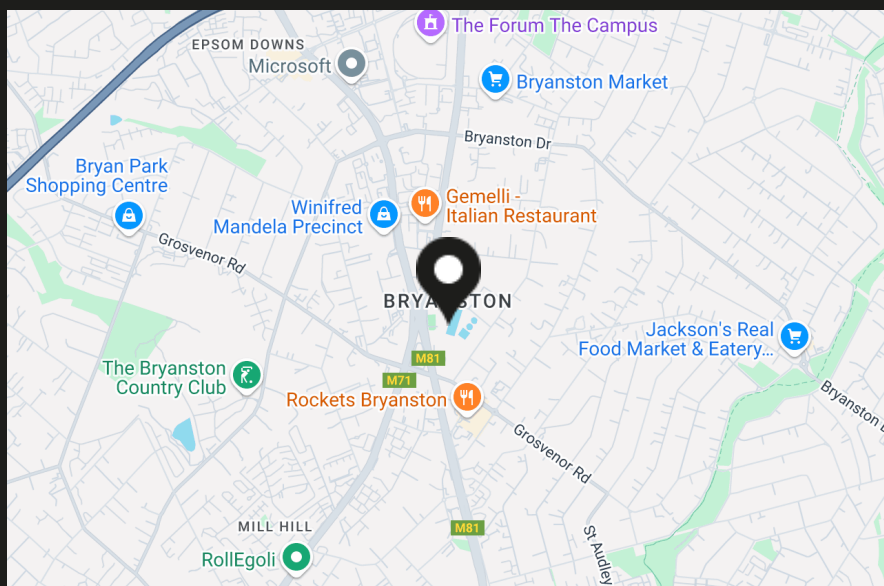 The Forum The Campus
EPSOM DOWNS
Microsoft
Bryanston Market
Bryanston Dr
Bryan Park
Shopping Centre
Winifred
Mandela Precinct
Gemelli -
Italian Restaurant
Grosvenor Rd
BRYANSTON
Jackson's Real
Food Market & Eatery...
M81
The Bryanston
Country Club
M71
Rockets Bryanston
Bryanston
Grosvenor Rd
M81
MILL HILL
St Audley
RollEgoli